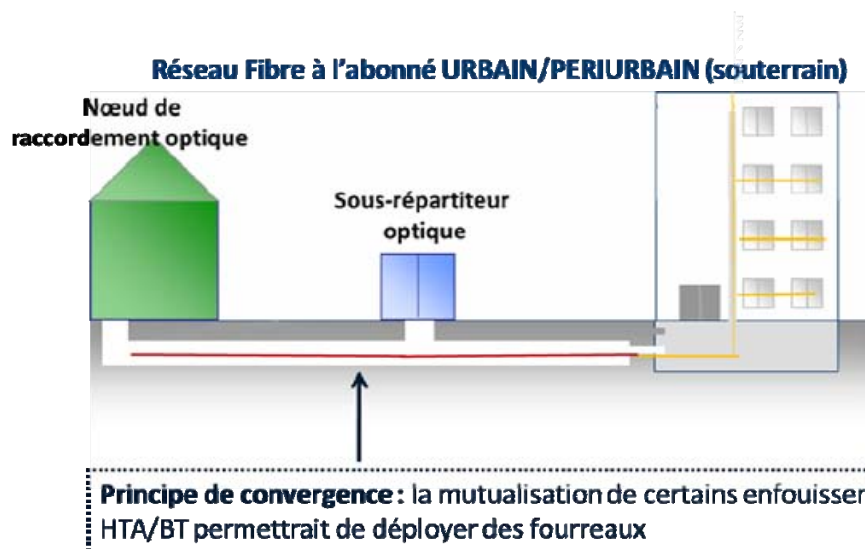 Réseau Fibre à l'abonné URBAIN/PERIURBAIN (souterrain)
Nœud de
raccordement optique
Sous-répartiteur
optique
Principe de convergence : la mutualisation de certains
HTA/BT permettrait de déployer des fourreaux